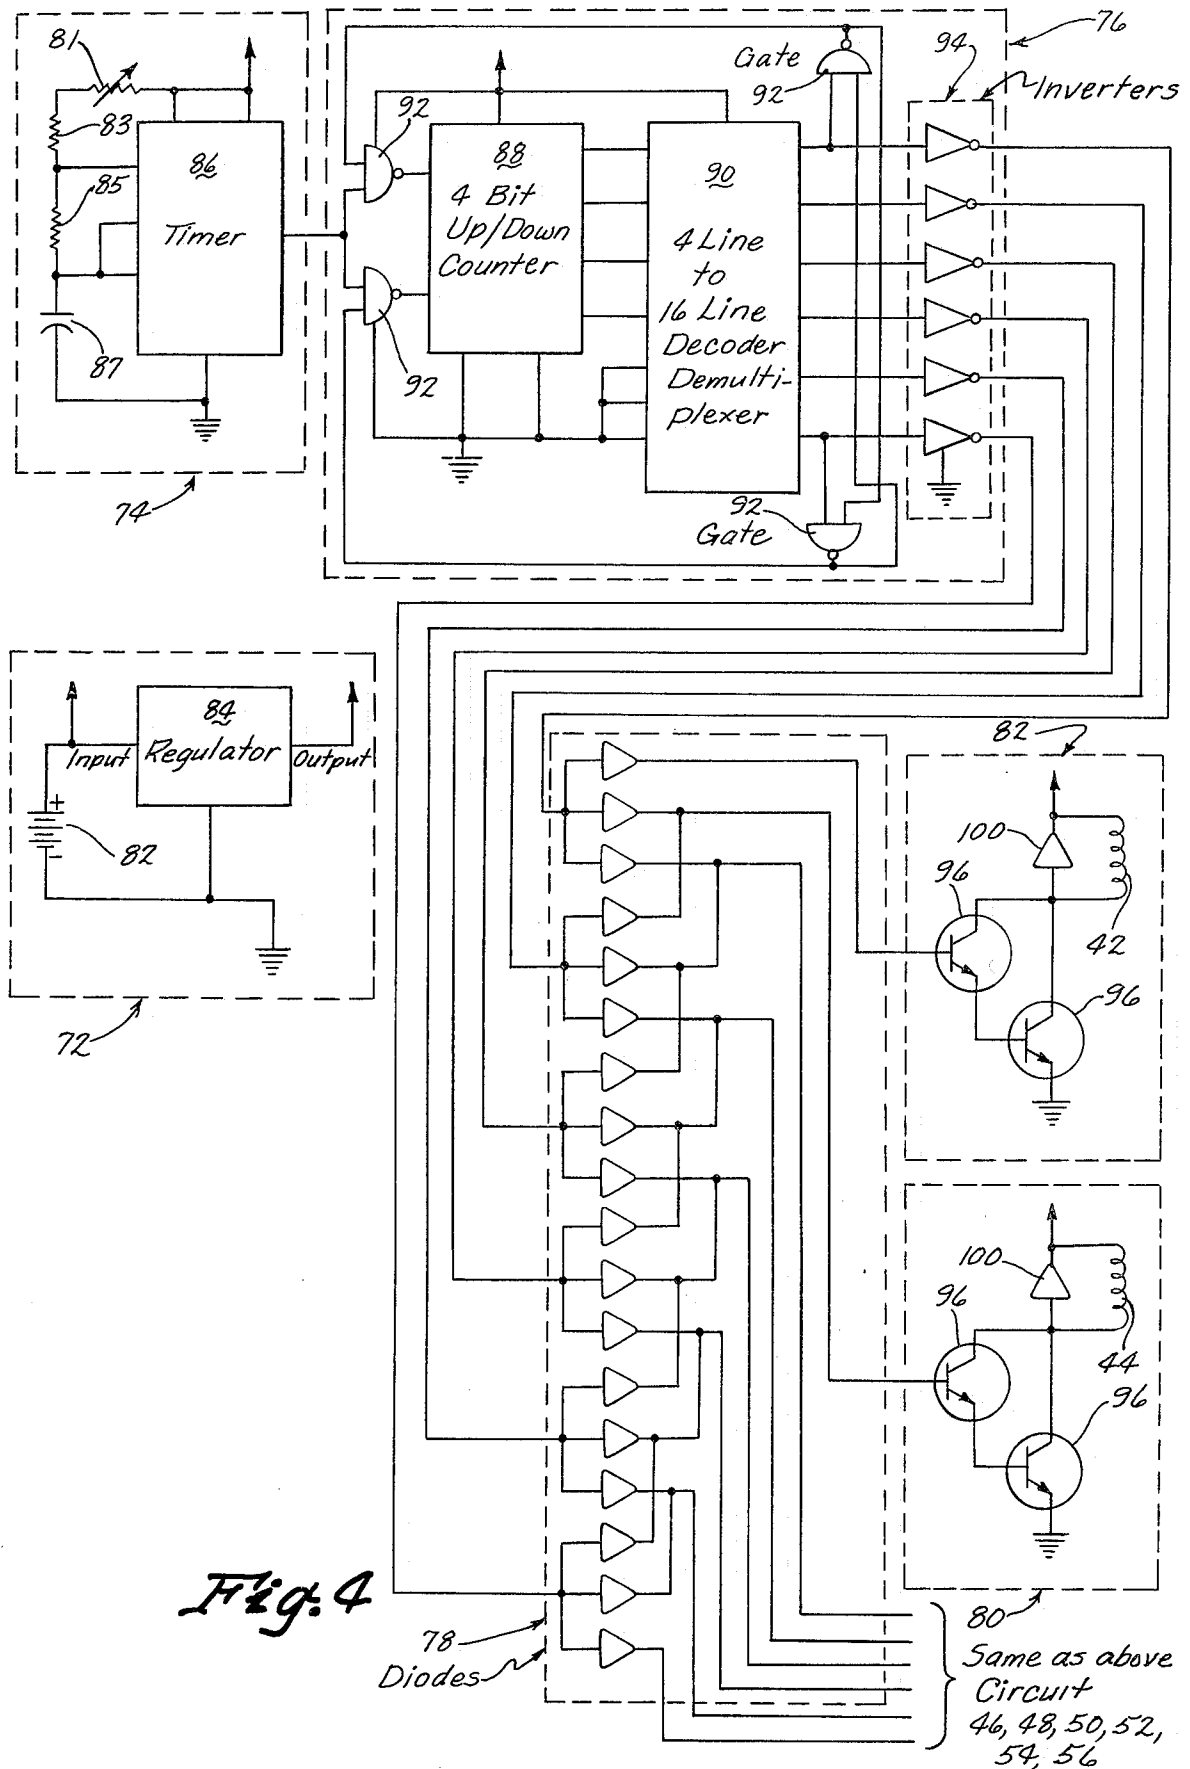 81
83
85
87
86
Timer
74
92
88
4 Bit
Up/Down
Counter
92
90
4 Line
to
16 Line
Decoder
Demulti-
plexer
Gate
92
92
Gate
94
76
Inverters
84
Regulator
Input
Output
+
-
82
72
82
100
96
42
96
100
96
44
96
80
78
Diodes
Same as above
Circuit
46, 48, 50, 52,
54, 56
Fig. 4